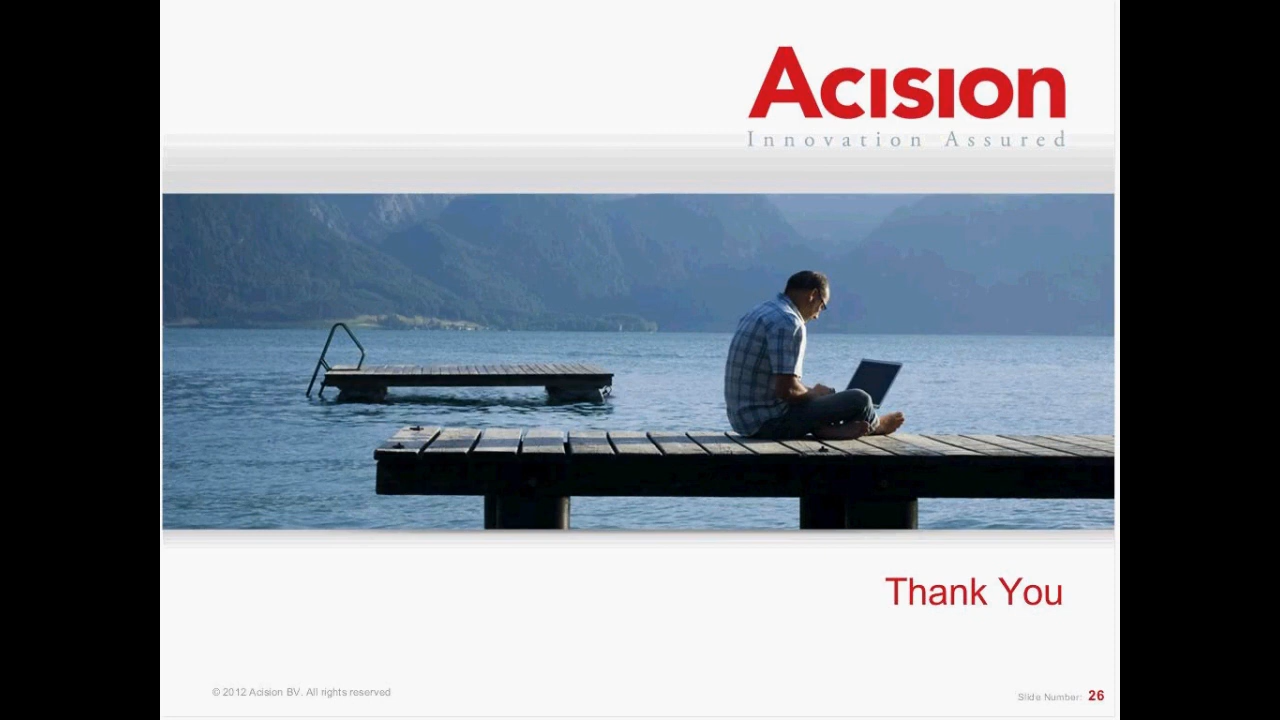 Acision
Innovation Assured
Thank You
© 2012 Acision BV. All rights reserved
Slide Number: 26